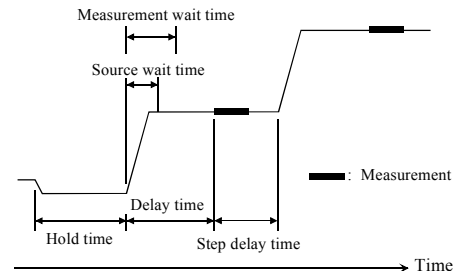 Measurement wait time
Source wait time
: Measurement
Delay time
Hold time
Step delay time
Time